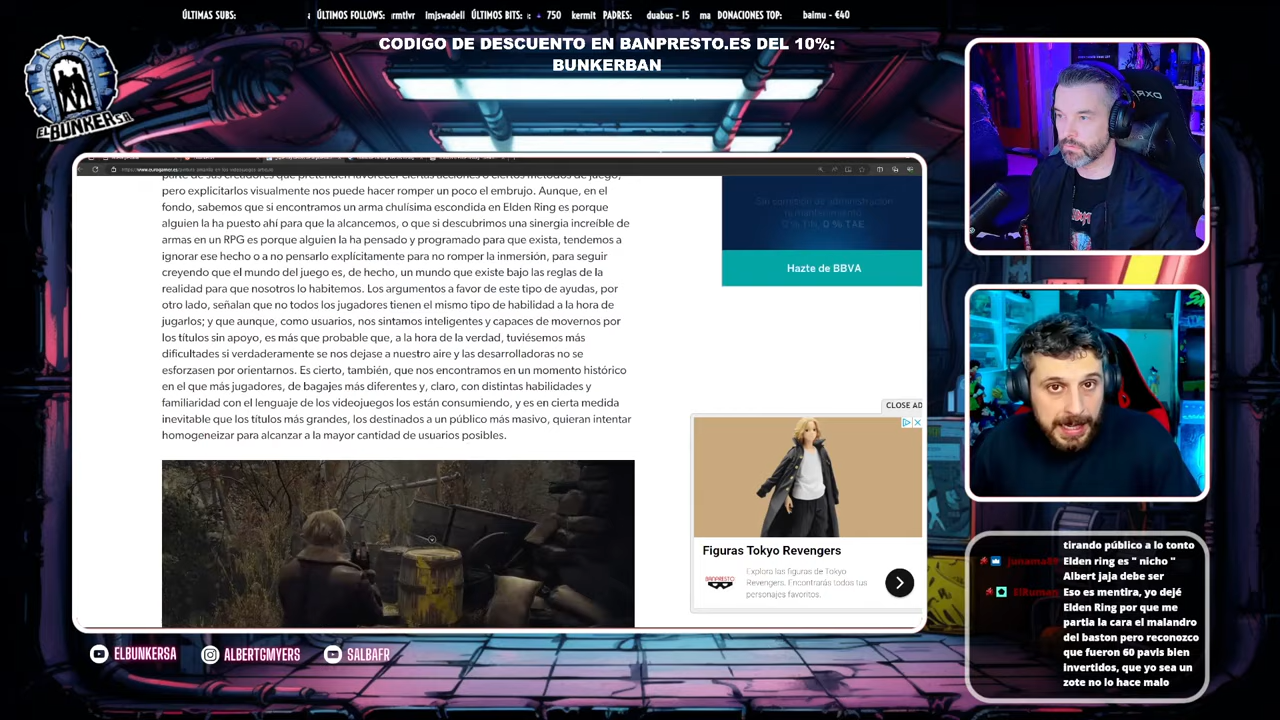 ÚLTIMAS SUBS:
ÚLTIMOS FOLLOWS: rmtlvr imjswadell ÚLTIMOS BITS: 750 kermit PADRES: duabus - 15 ma DONACIONES TOP: baimu - €40
CODIGO DE DESCUENTO EN BANPRESTO.ES DEL 10%:
BUNKERBAN
EL BUNKER S.A.
parte de sus creadores que pretenden favorecer ciertas acciones o ciertos métodos de juego,
pero explicitarlos visualmente nos puede hacer romper un poco el embrujo. Aunque, en el
fondo, sabemos que si encontramos un arma chulísima escondida en Elden Ring es porque
alguien la ha puesto ahí para que la alcancemos, o que si descubrimos una sinergia increíble de
armas en un RPG es porque alguien la ha pensado y programado para que exista, tendemos a
ignorar ese hecho o a no pensarlo explícitamente para no romper la inmersión, para seguir
creyendo que el mundo del juego es, de hecho, un mundo que existe bajo las reglas de la
realidad para que nosotros lo habitemos. Los argumentos a favor de este tipo de ayudas, por
otro lado, señalan que no todos los jugadores tienen el mismo tipo de habilidad a la hora de
jugarlos; y que aunque, como usuarios, nos sintamos inteligentes y capaces de movernos por
los títulos sin apoyo, es más que probable que, a la hora de la verdad, tuviésemos más
dificultades si verdaderamente se nos dejase a nuestro aire y las desarrolladoras no se
esforzasen por orientarnos. Es cierto, también, que nos encontramos en un momento histórico
en el que más jugadores, de bagajes más diferentes y, claro, con distintas habilidades y
familiaridad con el lenguaje de los videojuegos los están consumiendo, y es en cierta medida
inevitable que los títulos más grandes, los destinados a un público más masivo, quieran intentar
homogeneizar para alcanzar a la mayor cantidad de usuarios posibles.
Sin comisión de administración
ni mantenimiento.
0 % TIN, 0 % TAE
Hazte de BBVA
CLOSE AD
Figuras Tokyo Revengers
BANPRESTO
Explora las figuras de Tokyo
Revengers. Encontrarás todos tus
personajes favoritos.
DXR
tirando público a lo tonto
Elden ring es " nicho "
Albert jaja debe ser
ElRuman Eso es mentira, yo dejé
Elden Ring por que me
partia la cara el malandro
del baston pero reconozco
que fueron 60 pavis bien
invertidos, que yo sea un
zote no lo hace malo
ELBUNKERSA
ALBERTGMYERS
SALBAFR